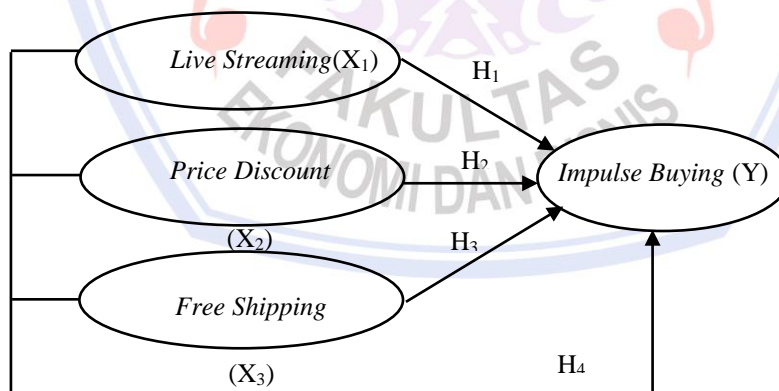 Live Streaming(X₁)
H₁
Price Discount
(X₂)
H₂
Impulse Buying (Y)
H₃
Free Shipping
(X₃)
H₄
FAKULTAS
EKONOMI DAN BISNIS